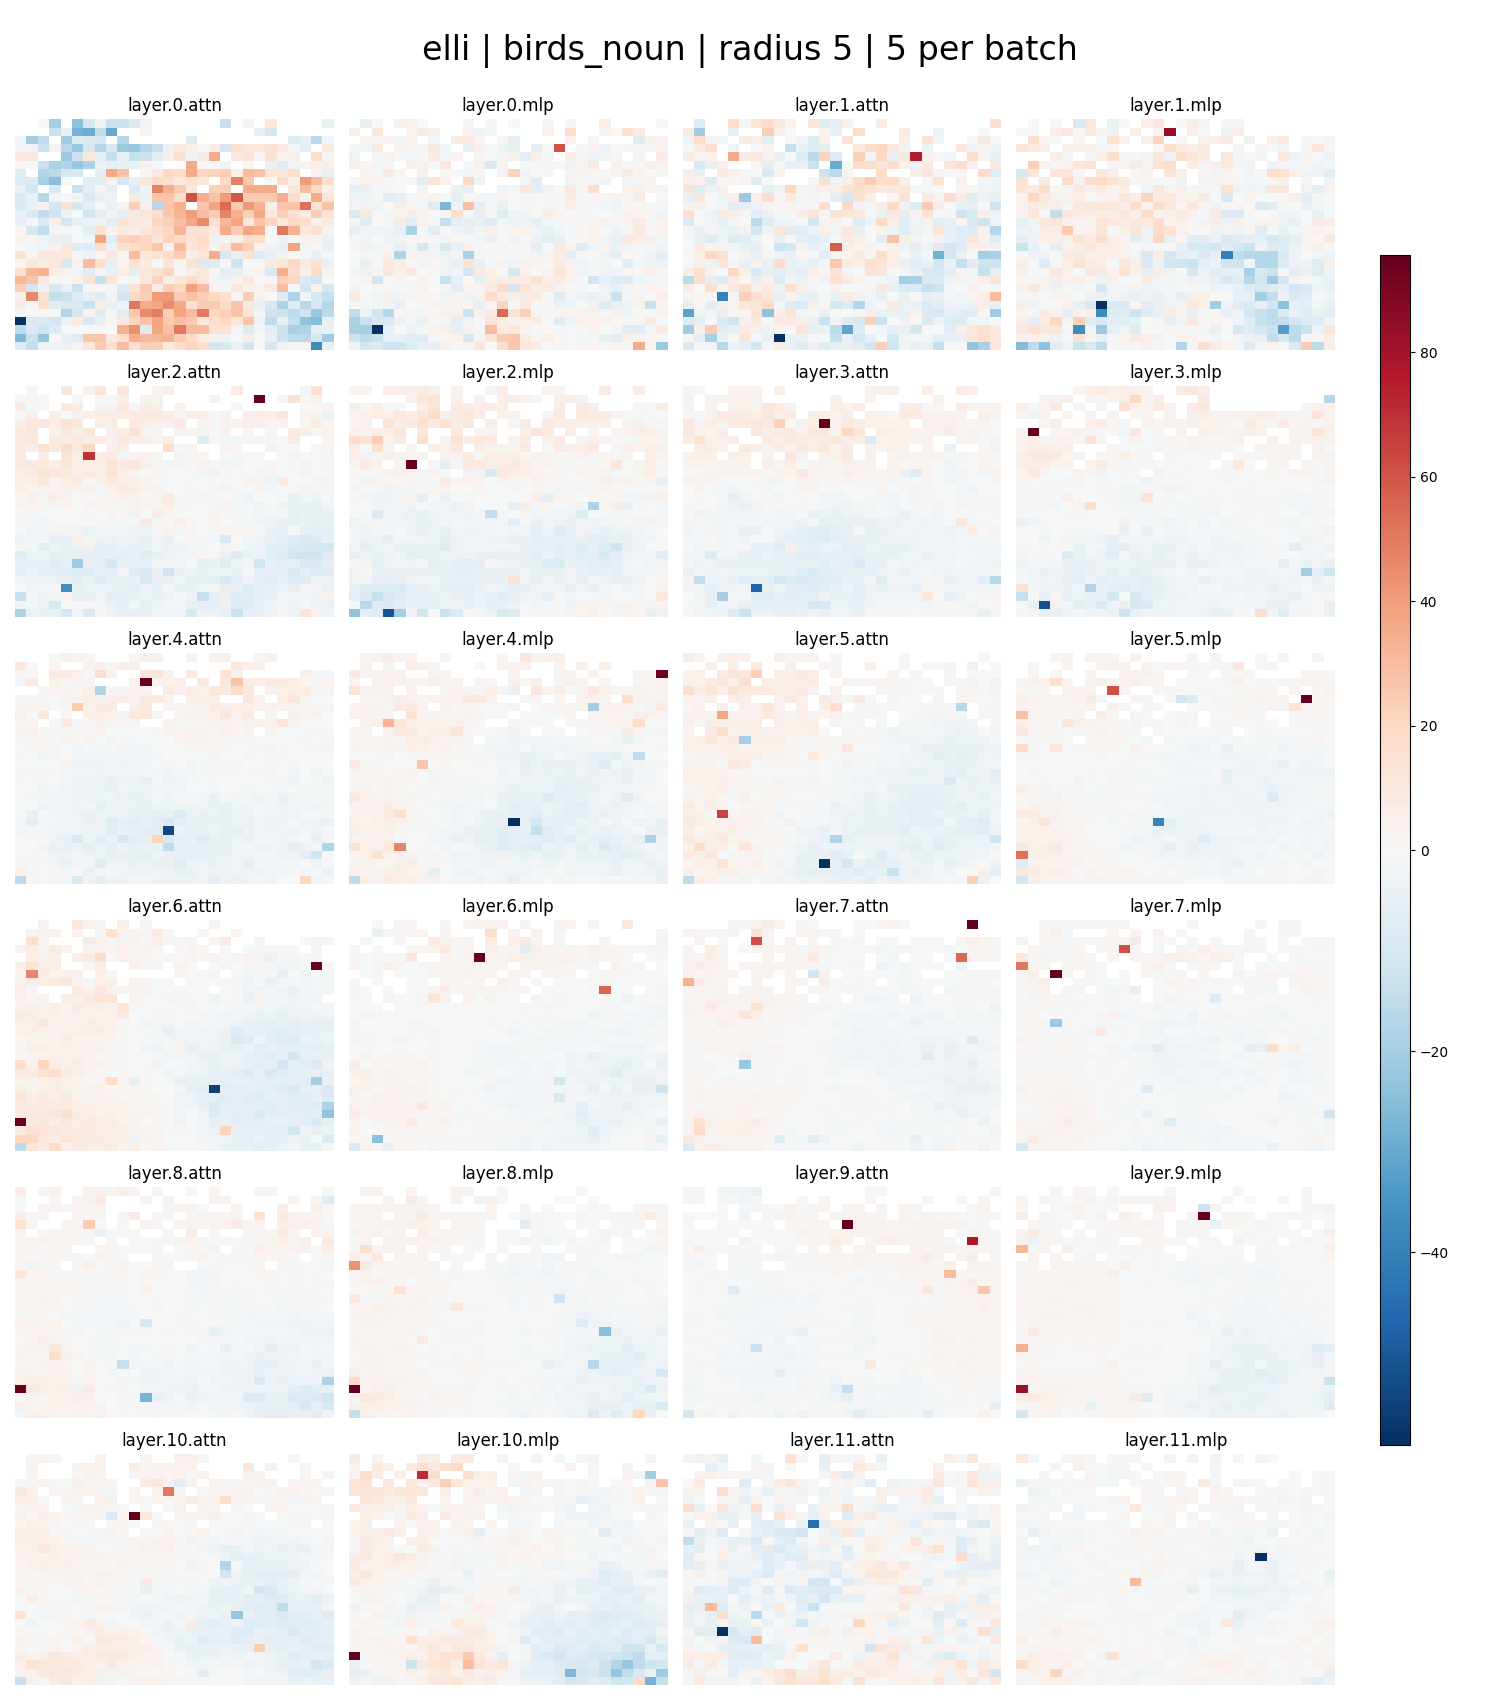 elli | birds_noun | radius 5 | 5 per batch
layer.0.attn
layer.0.mlp
layer.1.attn
layer.1.mlp
layer.2.attn
layer.2.mlp
layer.3.attn
layer.3.mlp
layer.4.attn
layer.4.mlp
layer.5.attn
layer.5.mlp
layer.6.attn
layer.6.mlp
layer.7.attn
layer.7.mlp
layer.8.attn
layer.8.mlp
layer.9.attn
layer.9.mlp
layer.10.attn
layer.10.mlp
layer.11.attn
layer.11.mlp
80
60
40
20
0
−20
−40